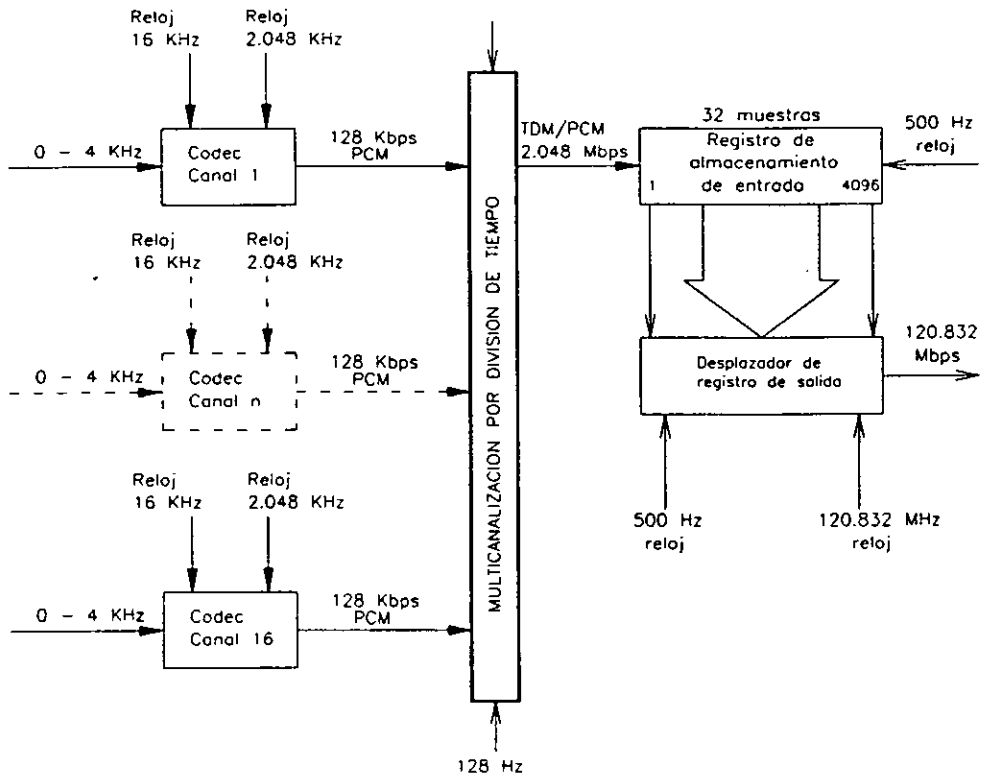 Reloj
16 KHz
Reloj
2.048 KHz
0 - 4 KHz
Codec
Canal 1
128 Kbps
PCM
Reloj
16 KHz
Reloj
2.048 KHz
0 - 4 KHz
Codec
Canal n
128 Kbps
PCM
Reloj
16 KHz
Reloj
2.048 KHz
0 - 4 KHz
Codec
Canal 16
128 Kbps
PCM
MULTICANALIZACION POR DIVISION DE TIEMPO
128 Hz
TDM/PCM
2.048 Mbps
32 muestras
Registro de
almacenamiento
de entrada
1
4096
500 Hz
reloj
Desplazador de
registro de salida
120.832
Mbps
500 Hz
reloj
120.832 MHz
reloj